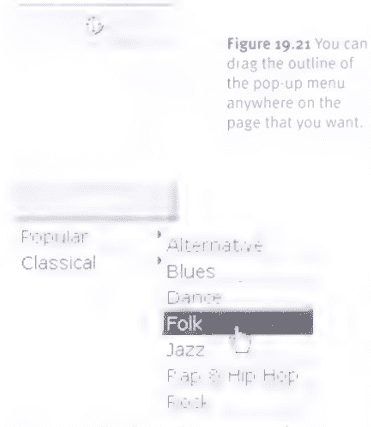 Figure 19.21 You can
drag the outline of
the pop-up menu
anywhere on the
page that you want.
Popular
Classical
Alternative
Blues
Dance
Folk
Jazz
Rap & Hip Hop
Rock